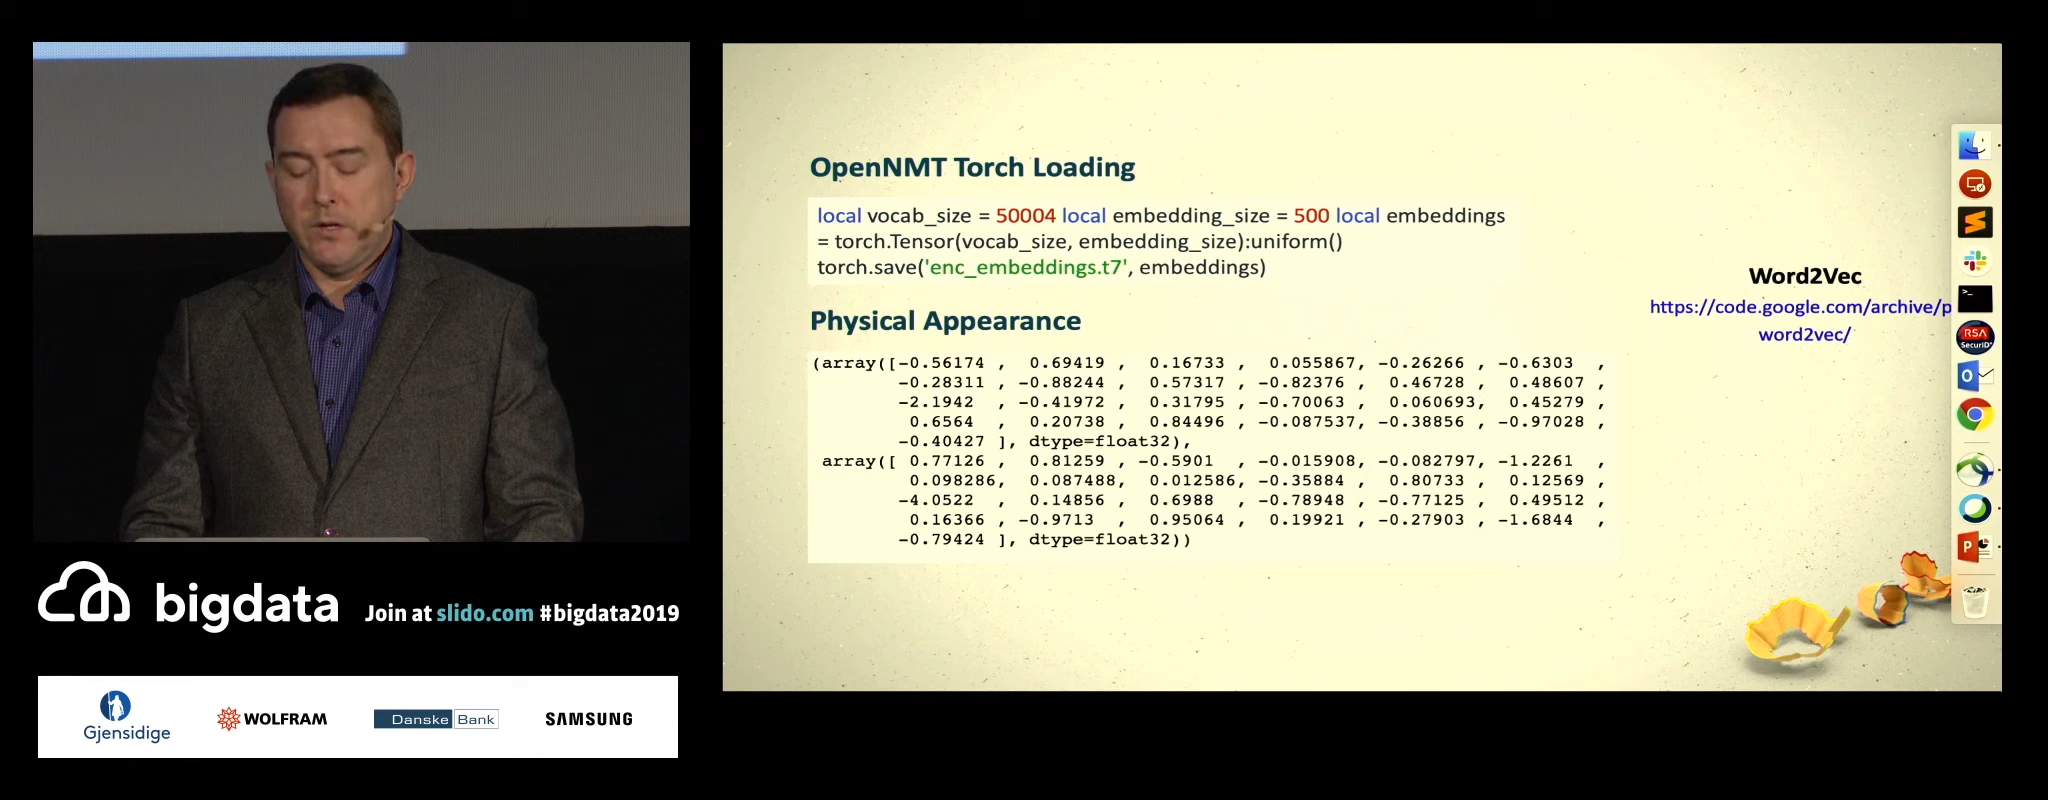 bigdata
Join at slido.com #bigdata2019
Gjensidige
WOLFRAM
Danske Bank
SAMSUNG
OpenNMT Torch Loading
local vocab_size = 50004 local embedding_size = 500 local embeddings
= torch.Tensor(vocab_size, embedding_size):uniform()
torch.save('enc_embeddings.t7', embeddings)
Physical Appearance
(array([-0.56174 , 0.69419 , 0.16733 , 0.055867, -0.26266 , -0.6303 ,
-0.28311 , -0.88244 , 0.57317 , -0.82376 , 0.46728 , 0.48607 ,
-2.1942 , -0.41972 , 0.31795 , -0.70063 , 0.060693, 0.45279 ,
0.6564 , 0.20738 , 0.84496 , -0.087537, -0.38856 , -0.97028 ,
-0.40427 ], dtype=float32),
array([ 0.77126 , 0.81259 , -0.5901 , -0.015908, -0.082797, -1.2261 ,
0.098286, 0.087488, 0.012586, -0.35884 , 0.80733 , 0.12569 ,
-4.0522 , 0.14856 , 0.6988 , -0.78948 , -0.77125 , 0.49512 ,
0.16366 , -0.9713 , 0.95064 , 0.19921 , -0.27903 , -1.6844 ,
-0.79424 ], dtype=float32))
Word2Vec
https://code.google.com/archive/p
word2vec/
>_
RSA
SecurID
O
P